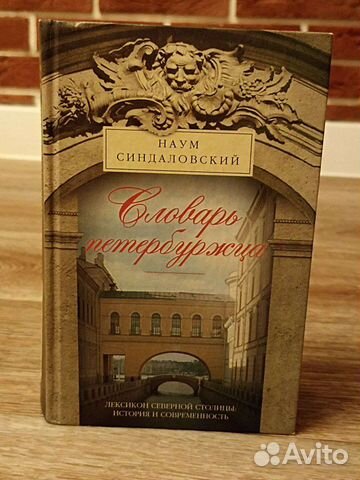 НАУМ
СИНДАЛОВСКИЙ
Словарь
петербуржца
ЛЕКСИКОН СЕВЕРНОЙ СТОЛИЦЫ:
ИСТОРИЯ И СОВРЕМЕННОСТЬ
Avito